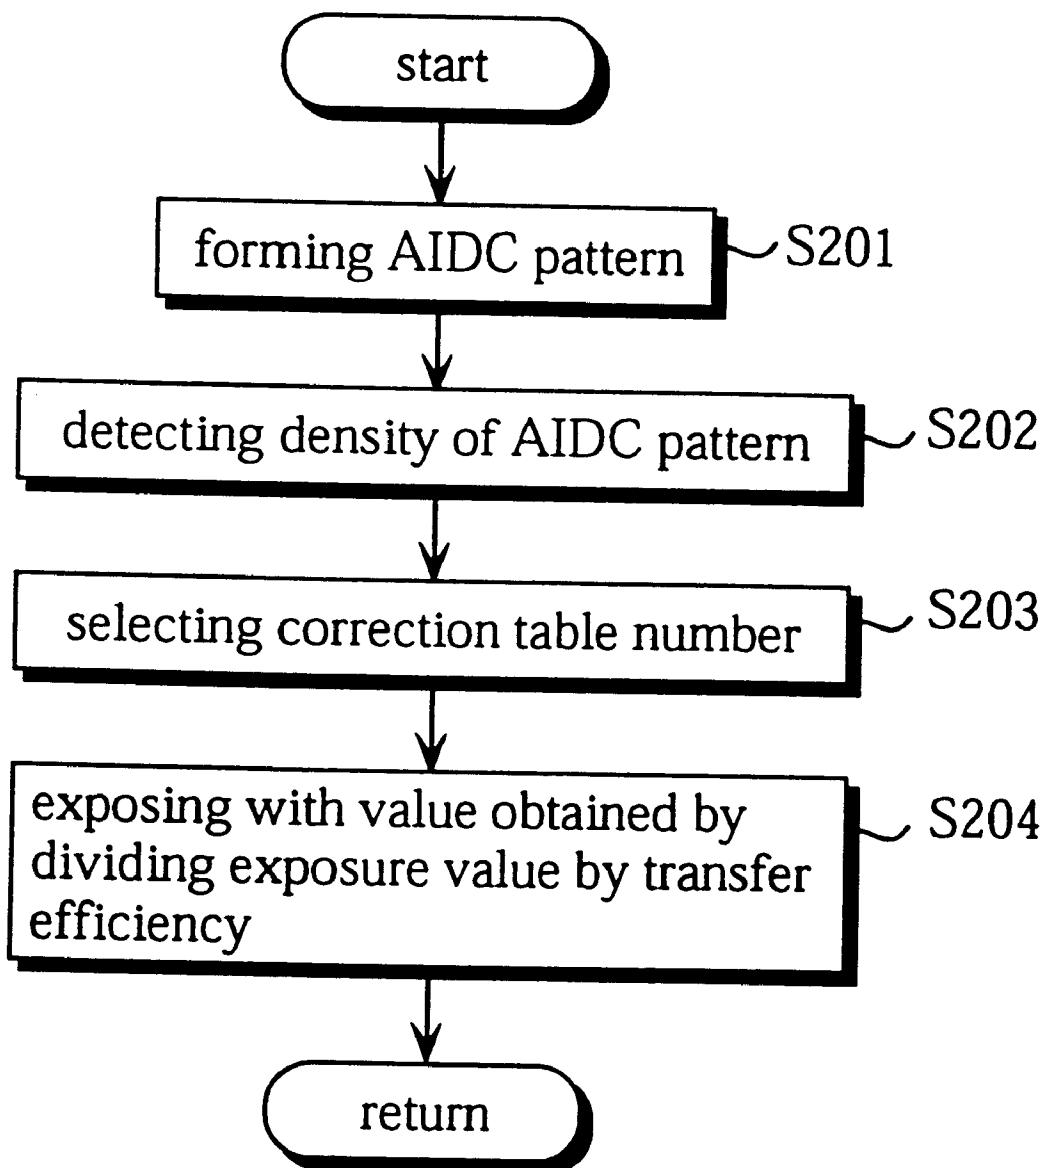 start
forming AIDC pattern
S201
detecting density of AIDC pattern
S202
selecting correction table number
S203
exposing with value obtained by
dividing exposure value by transfer
efficiency
S204
return